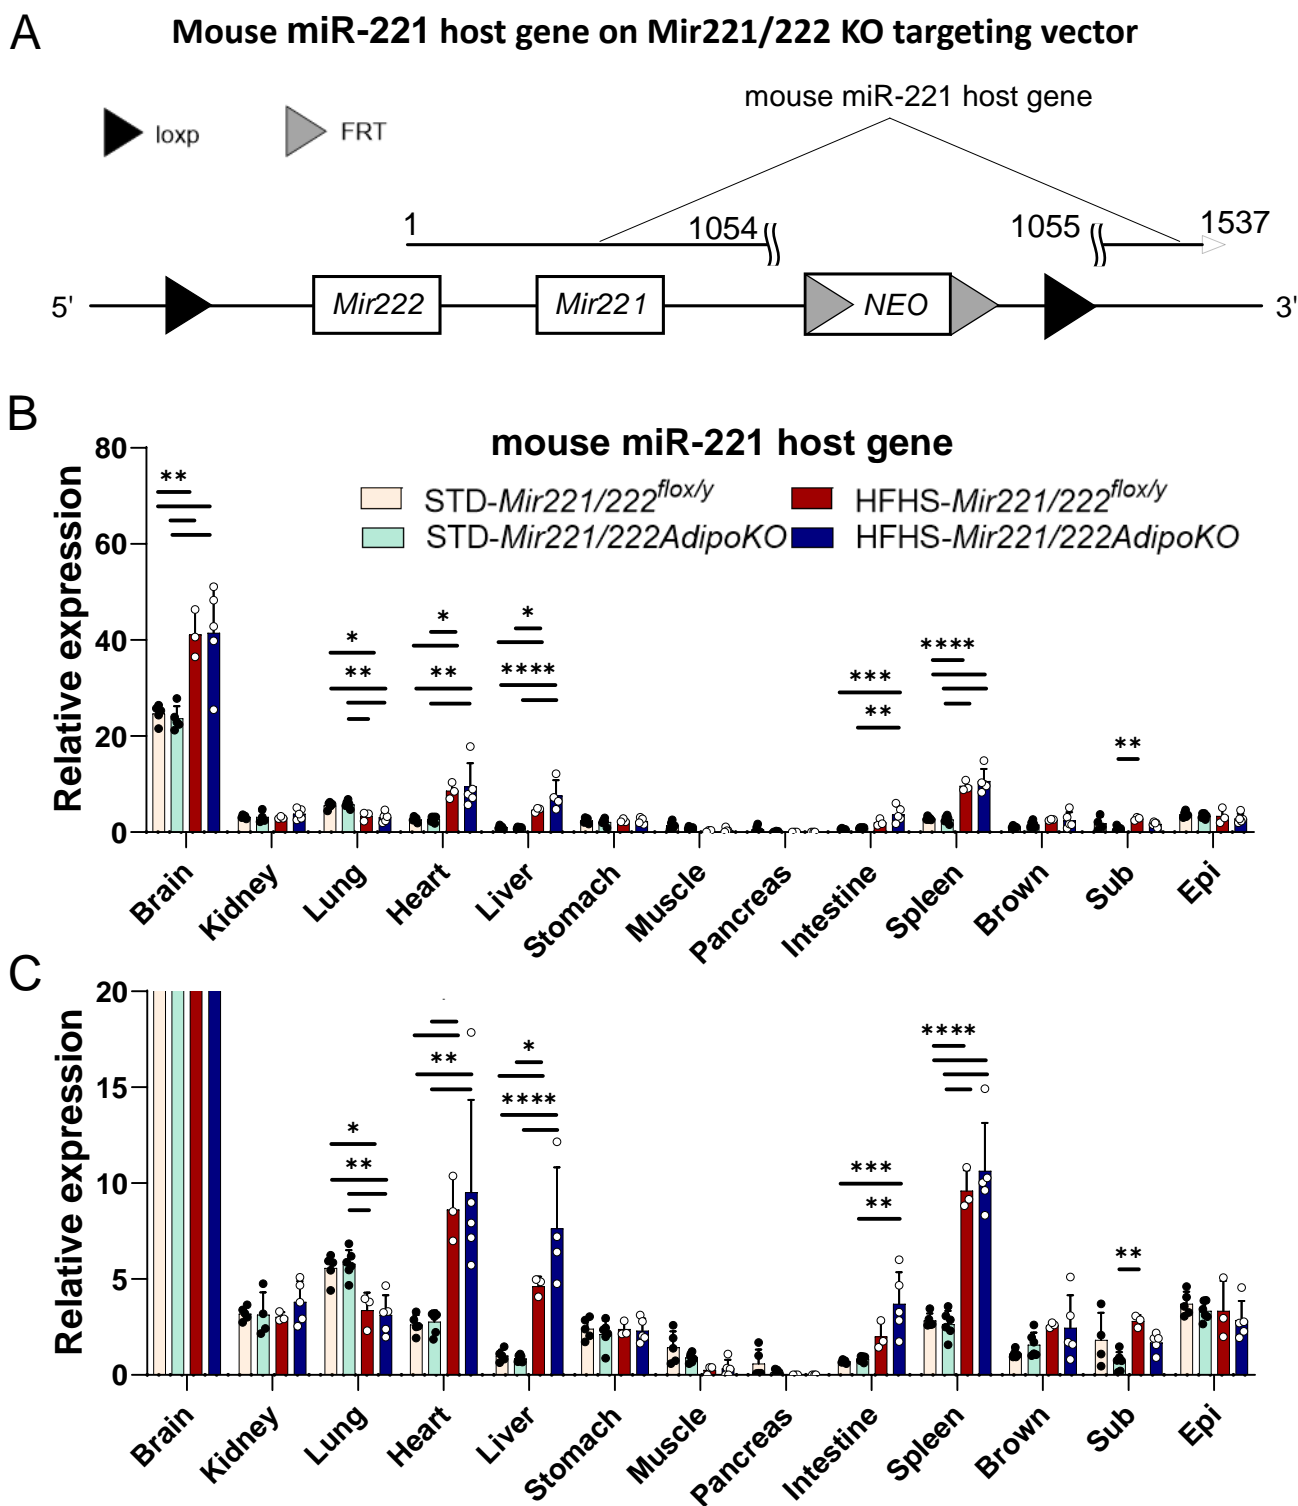 A
Mouse miR-221 host gene on Mir221/222 KO targeting vector
mouse miR-221 host gene
loxp
FRT
1
1054
1055
1537
5'
Mir222
Mir221
NEO
3'
B
mouse miR-221 host gene
STD-Mir221/222flox/y
HFHS-Mir221/222flox/y
STD-Mir221/222AdipoKO
HFHS-Mir221/222AdipoKO
Relative expression
80
60
40
20
0
**
*
**
*
**
*
****
***
**
****
**
Brain
Kidney
Lung
Heart
Liver
Stomach
Muscle
Pancreas
Intestine
Spleen
Brown
Sub
Epi
C
Relative expression
20
15
10
5
0
*
**
**
*
****
***
**
****
**
Brain
Kidney
Lung
Heart
Liver
Stomach
Muscle
Pancreas
Intestine
Spleen
Brown
Sub
Epi